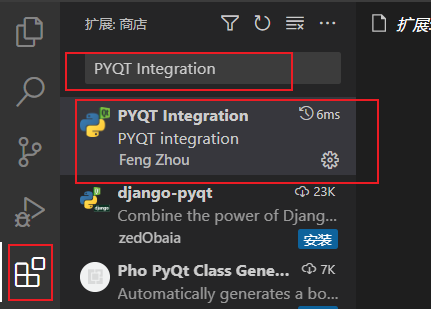 扩展: 商店
扩展
PYQT Integration
PYQT Integration 6ms
PYQT integration
Feng Zhou
django-pyqt 23K
Combine the power of Djang...
zedObaia 安装
Pho PyQt Class Gene... 7K
Automatically generates a bo...